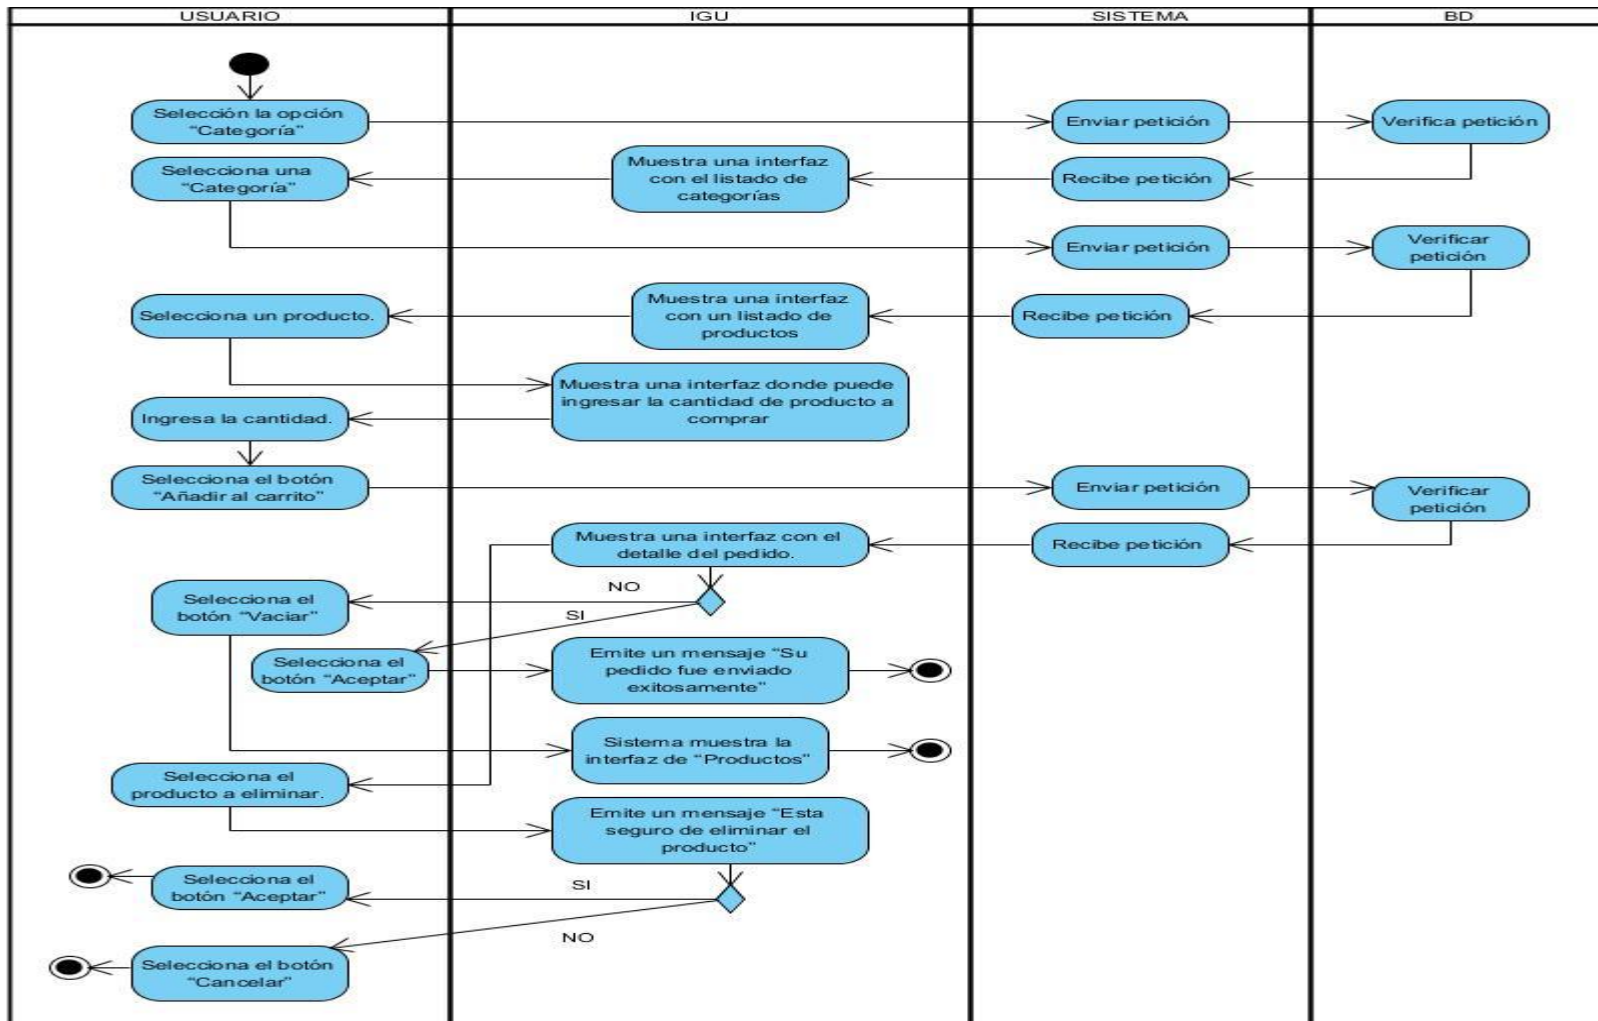 USUARIO
IGU
SISTEMA
BD
Selección la opción
"Categoría"
Enviar petición
Verifica petición
Selecciona una
"Categoría"
Muestra una interfaz
con el listado de
categorías
Recibe petición
Enviar petición
Verificar
petición
Selecciona un producto.
Muestra una interfaz
con un listado de
productos
Recibe petición
Muestra una interfaz donde puede
ingresar la cantidad de producto a
comprar
Ingresa la cantidad.
Selecciona el botón
"Añadir al carrito"
Enviar petición
Verificar
petición
Muestra una interfaz con el
detalle del pedido.
Recibe petición
NO
Selecciona el
botón "Vaciar"
SI
Selecciona el
botón "Aceptar"
Emite un mensaje "Su
pedido fue enviado
exitosamente"
Sistema muestra la
interfaz de "Productos"
Selecciona el
producto a eliminar.
Emite un mensaje "Esta
seguro de eliminar el
producto"
SI
Selecciona el
botón "Aceptar"
NO
Selecciona el botón
"Cancelar"